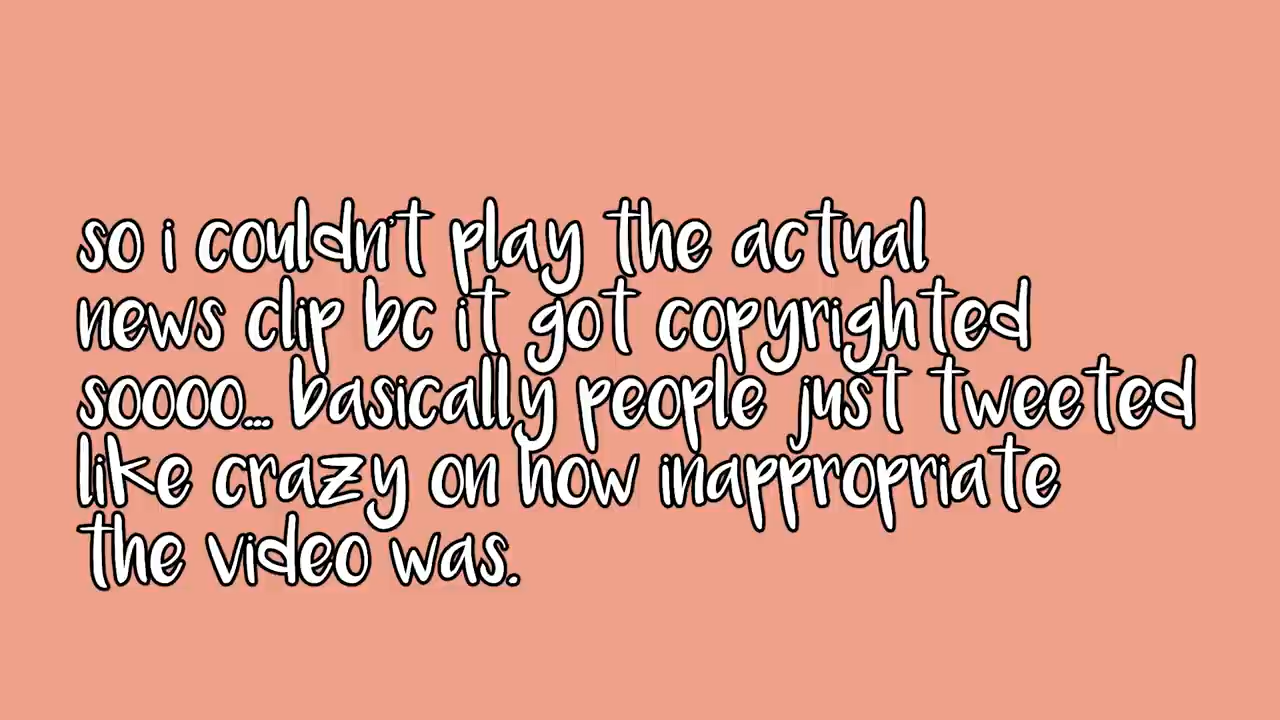 so i couldn't play the actual
news clip bc it got copyrighted
soooo... basically people just tweeted
like crazy on how inappropriate
the video was.